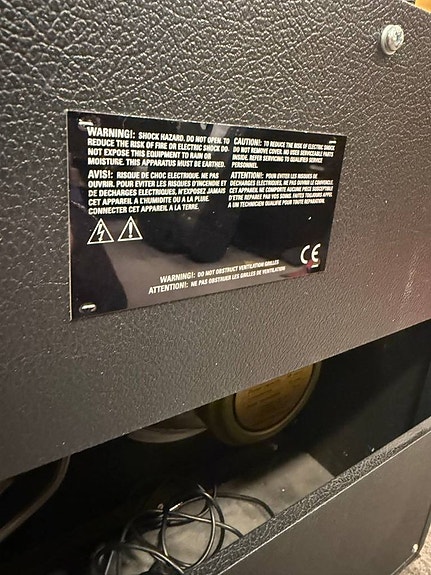 WARNING!: SHOCK HAZARD. DO NOT OPEN. TO
REDUCE THE RISK OF FIRE OR ELECTRIC SHOCK DO
NOT EXPOSE THIS EQUIPMENT TO RAIN OR
MOISTURE. THIS APPARATUS MUST BE EARTHED.
AVIS!: RISQUE DE CHOC ELECTRIQUE. NE PAS
OUVRIR. POUR EVITER LES RISQUES D'INCENDIE ET
DE DECHARGES ELECTRIQUES, N'EXPOSEZ JAMAIS
CET APPAREIL A L'HUMIDITE OU A LA PLUIE.
CONNECTER CET APPAREIL A LA TERRE.
CAUTION!: TO REDUCE THE RISK OF ELECTRIC SHOCK
DO NOT REMOVE COVER. NO USER SERVICEABLE PARTS
INSIDE. REFER SERVICING TO QUALIFIED SERVICE
PERSONNEL.
ATTENTION!: POUR EVITER LES RISQUES DE
DECHARGES ELECTRIQUES, NE PAS OUVRIR LE COUVERCLE.
CET APPAREIL NE COMPORTE AUCUNE PIECE SUSCEPTIBLE
D'ETRE REPARE PAR VOS SOINS. FAITES TOUJOURS APPEL
A UN TECHNICIEN QUALIFIE POUR TOUTE REPARATION.
CE
WARNING!: DO NOT OBSTRUCT VENTILATION GRILLES
ATTENTION!: NE PAS OBSTRUER LES GRILLES DE VENTILATION